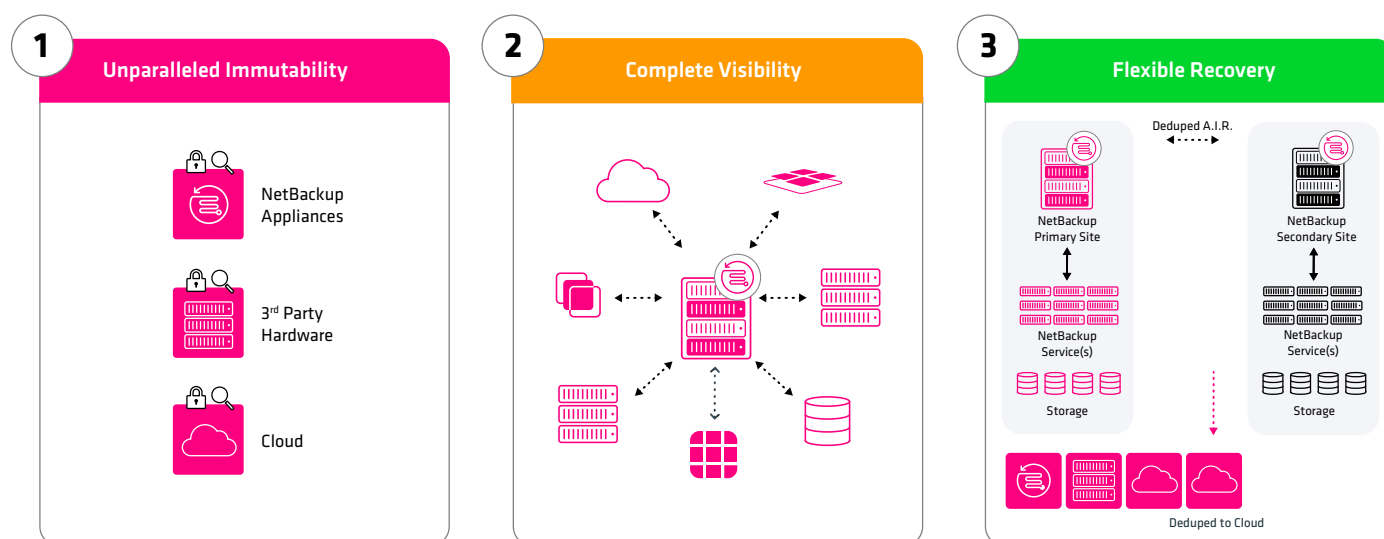 1
Unparalleled Immutability
NetBackup
Appliances
3rd Party
Hardware
Cloud
2
Complete Visibility
3
Flexible Recovery
Deduped A.I.R.
NetBackup
Primary Site
NetBackup
Service(s)
Storage
NetBackup
Secondary Site
NetBackup
Service(s)
Storage
Deduped to Cloud